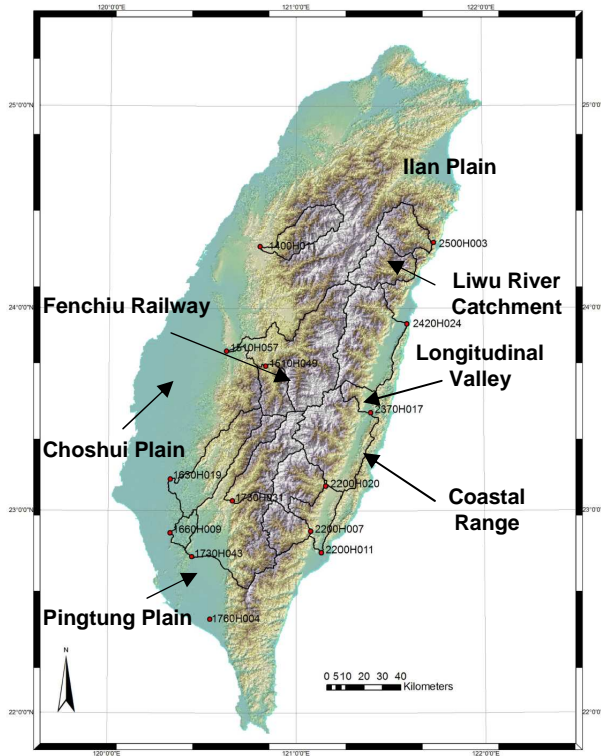 120°0'0"E
121°0'0"E
122°0'0"E
25°0'0"N
25°0'0"N
Ilan Plain
1400H011
2500H003
Liwu River
Catchment
Fenchiu Railway
24°0'0"N
24°0'0"N
2420H024
1510H057
1510H049
Longitudinal
Valley
2370H017
Choshui Plain
1630H019
2200H020
1730H031
Coastal
Range
23°0'0"N
23°0'0"N
1660H009
2200H007
1730H043
2200H011
Pingtung Plain
1760H004
N
0 5 10 20 30 40
Kilometers
22°0'0"N
22°0'0"N
120°0'0"E
121°0'0"E
122°0'0"E